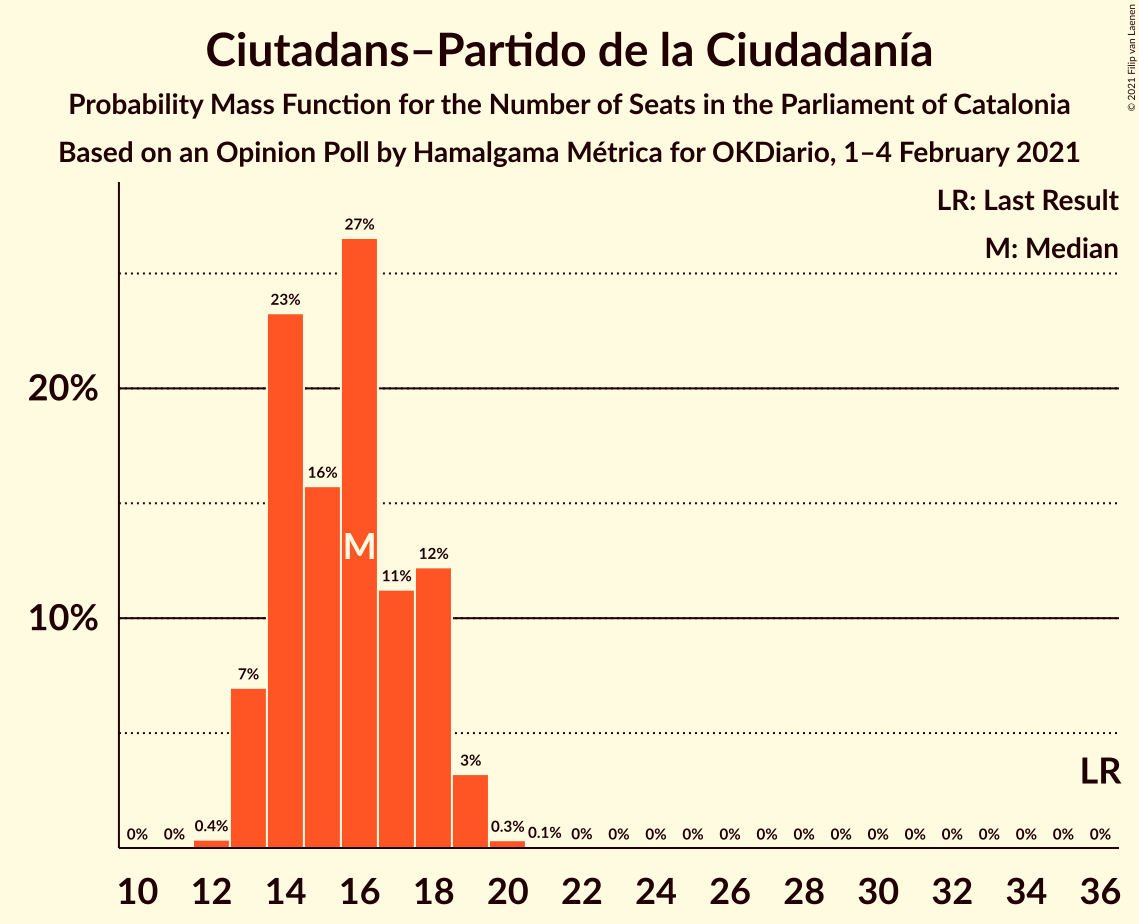 Ciutadans–Partido de la Ciudadanía
Probability Mass Function for the Number of Seats in the Parliament of Catalonia
Based on an Opinion Poll by Hamalgama Métrica for OKDiario, 1–4 February 2021
© 2021 Filip van Laenen
LR: Last Result
M: Median
27%
23%
20%
16%
M
12%
11%
10%
7%
3%
LR
0% 0% 0.4% 0.3% 0.1% 0% 0% 0% 0% 0% 0% 0% 0% 0% 0% 0% 0% 0% 0% 0%
10 12 14 16 18 20 22 24 26 28 30 32 34 36